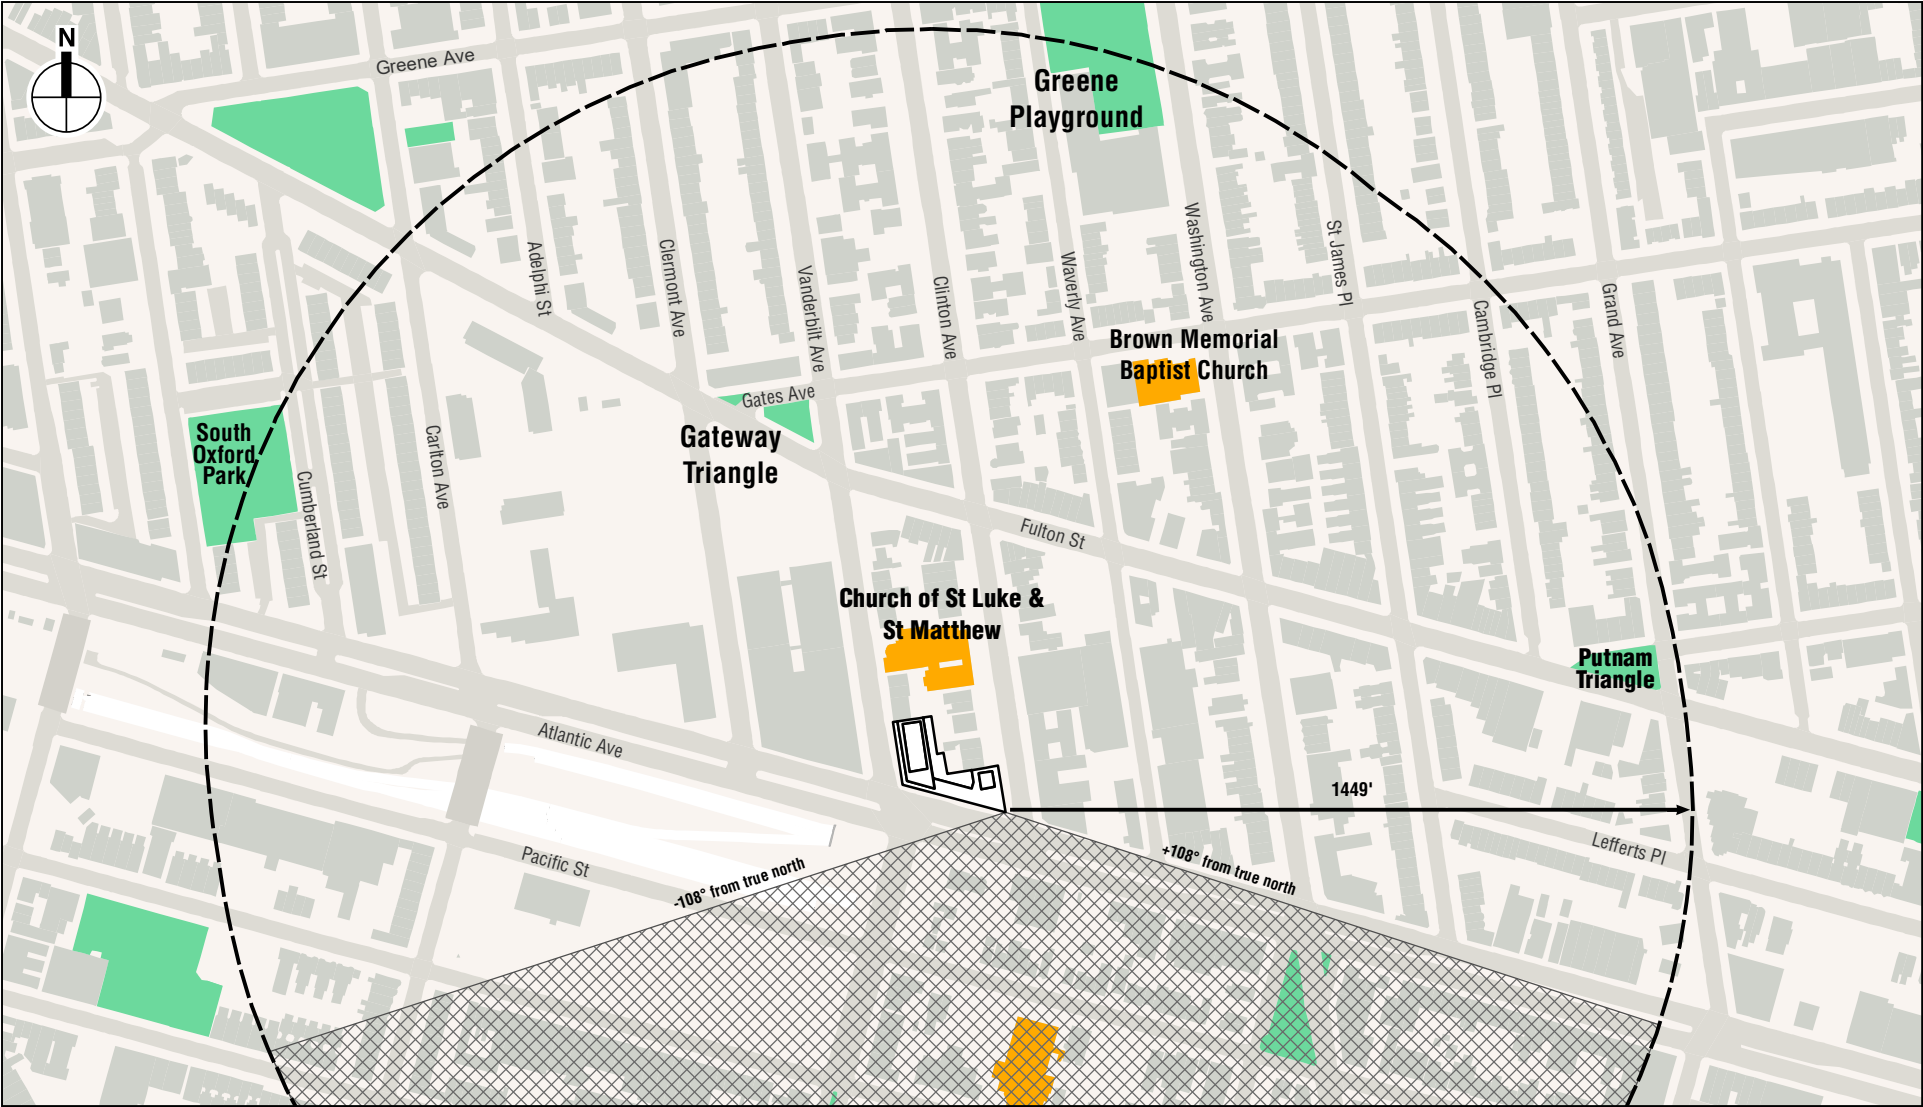 N
Greene Ave
Greene
Playground
Adelphi St
Clermont Ave
Vanderbilt Ave
Clinton Ave
Waverly Ave
Washington Ave
St James Pl
Cambridge Pl
Grand Ave
Brown Memorial
Baptist Church
Gates Ave
Gateway
Triangle
South
Oxford
Park
Cumberland St
Carlton Ave
Fulton St
Church of St Luke &
St Matthew
Putnam
Triangle
Atlantic Ave
1449'
Pacific St
-108° from true north
+108° from true north
Lefferts Pl